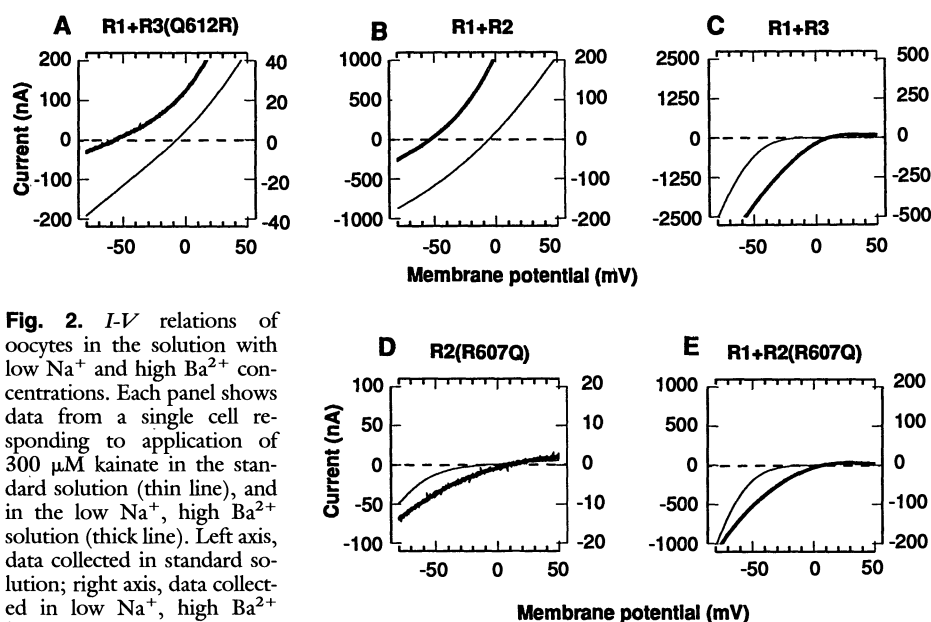 A R1+R3(Q612R)
B R1+R2
C R1+R3
Current (nA)
200
100
0
-100
-200
40
20
0
-20
-40
-50 0 50
1000
500
0
-500
-1000
200
100
0
-100
-200
-50 0 50
2500
1250
0
-1250
-2500
500
250
0
-250
-500
-50 0 50
Membrane potential (mV)
Fig. 2. I-V relations of
oocytes in the solution with
low Na+ and high Ba2+ con-
centrations. Each panel shows
data from a single cell re-
sponding to application of
300 μM kainate in the stan-
dard solution (thin line), and
in the low Na+, high Ba2+
solution (thick line). Left axis,
data collected in standard so-
lution; right axis, data collect-
ed in low Na+, high Ba2+
D R2(R607Q)
E R1+R2(R607Q)
Current (nA)
100
50
0
-50
-100
20
10
0
-10
-20
-50 0 50
1000
500
0
-500
-1000
200
100
0
-100
-200
-50 0 50
Membrane potential (mV)